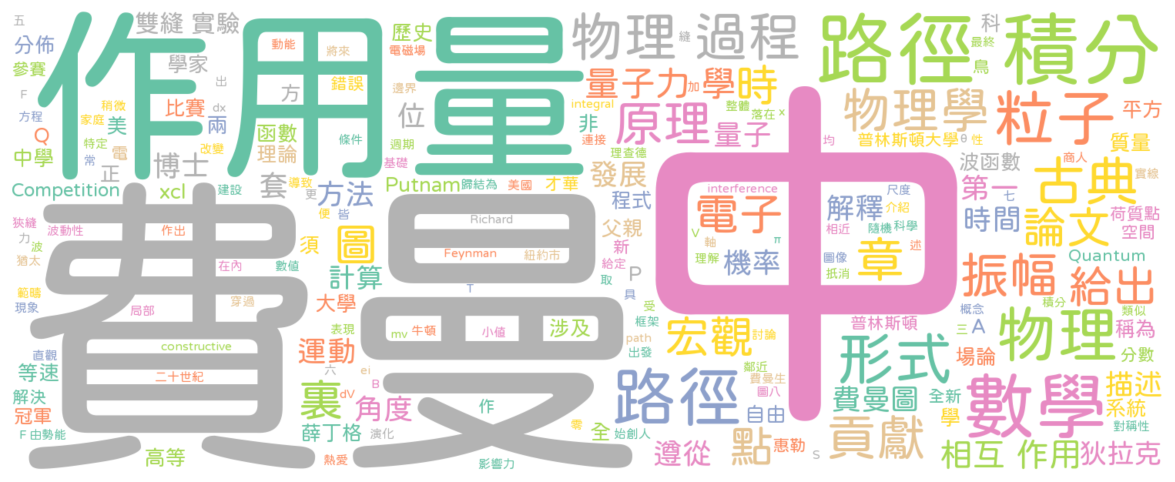 作用量
費曼
中
路徑積分
物理 過程
雙縫 實驗
五
分佈
參賽
F
方程
Q
中學
Competition
學家
比賽
稍微
家庭
特定
常
美
出
dx
兩
改變
正
電
博士
xcl
建設
動能
將來
歷史
電磁場
錯誤
方
函數
理論
套
導致
更
便
條件
邊界
位
週期
基礎
方法
皆
Putnam
締結為
美國
才華
縫
量子力
加
學
時
integral
整體
落在
x
原理
量子
非
連接
理查德
發展
程式
科
最終
鳥
物理學
粒子
平方
普林斯頓大學
θ
性
質量
均
波函數
第一
商人
七
實線
古典
時間
論文
荷質點
空間
Quantum
振幅
給出
概念
積分
類似
interference
電子
V
軸
π
理解
機率
解釋
尺度
介紹
相近
隨機
科學
述
圖像
抵消
章
狹縫
波動性
力
波
猶太
範疇
現象
作出
在內
數值
穿過
局部
須
圖
計算
大學
Richard
Feynman
紐約市
T
父親
新
給定
取
P
具
受
mv
牛頓
小値
涉及
框架
出發
path
討論
宏觀
鄰近
費曼生
圖八
普林斯頓
形式
三
A
場論
物理
稱為
分數
直觀
等速
解決
冠軍
F
由勢能
constructive
二十世紀
運動
表現
六
ei
裏
dV
B
角度
薛丁格
演化
熱愛
高等
作
零
全
始創人
影響力
路徑
自由
遵從
點
惠勒
S
費曼圖
全新
學
貢獻
數學
描述
系統
對稱性
相互 作用
狄拉克